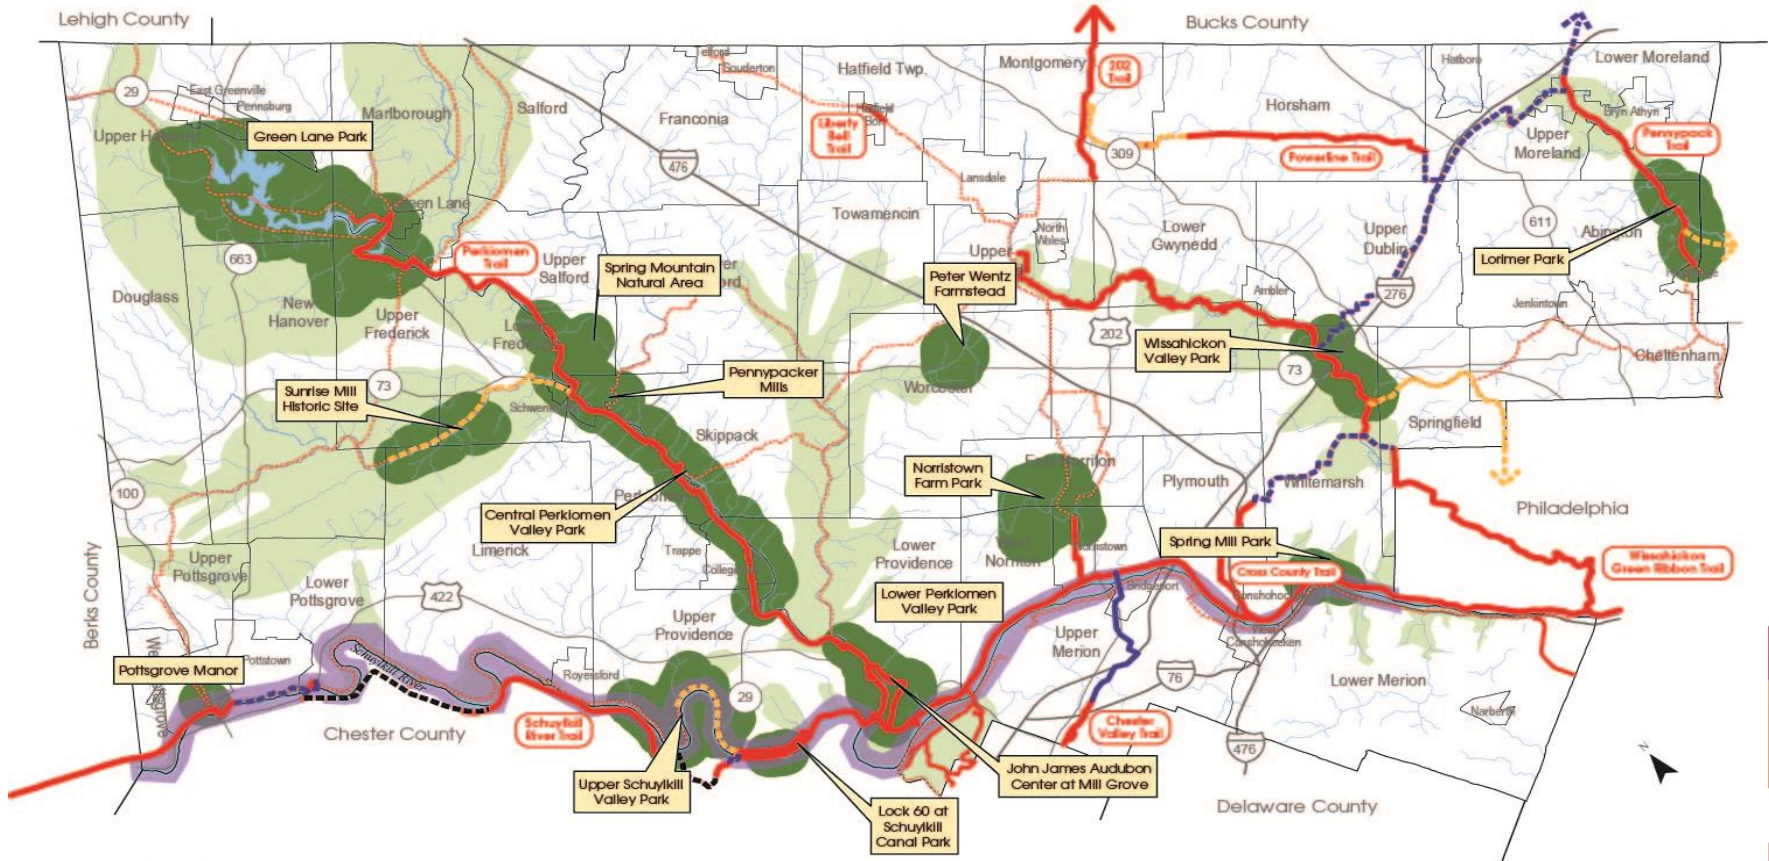 Lehigh County
Bucks County
29
East Greenville
Pennsburg
Green Lane Park
Marlborough
Salford
Souderton
Hatfield Twp.
Franconia
Liberty
Bell
Trail
476
Montgomery
202
Trail
309
Horsham
Powerline Trail
Hatboro
Lower Moreland
Bryn Athyn
Upper
Moreland
Pennypack
Trail
Lansdale
Towamencin
North
Wales
Upper
Lower
Gwynedd
Upper
Dublin
611
Abington
Lorimer Park
Jenkintown
Cheltenham
663
Douglass
New
Hanover
Upper
Frederick
Perkiomen
Trail
Upper
Salford
Spring Mountain
Natural Area
Peter Wentz
Farmstead
Ambler
276
202
Wissahickon
Valley Park
73
Sunrise Mill
Historic Site
73
Pennypacker
Mills
Worcester
Springfield
Skippack
Norristown
Farm Park
Plymouth
Whitemarsh
Philadelphia
100
Central Perkiomen
Valley Park
Limerick
Trappe
Lower
Providence
Norristown
Spring Mill Park
Cross County Trail
Wissahickon
Green Ribbon Trail
Berks County
Upper
Pottsgrove
Lower
Pottsgrove
422
Lower Perkiomen
Valley Park
Bridgeport
Conshohocken
Upper
Providence
Upper
Merion
Lower Merion
Narberth
Pottsgrove Manor
Pottstown
Schuylkill River
Royersford
29
76
Chester County
Schuylkill
River Trail
Chester
Valley Trail
476
Upper Schuylkill
Valley Park
John James Audubon
Center at Mill Grove
Lock 60 at
Schuylkill
Canal Park
Delaware County
N